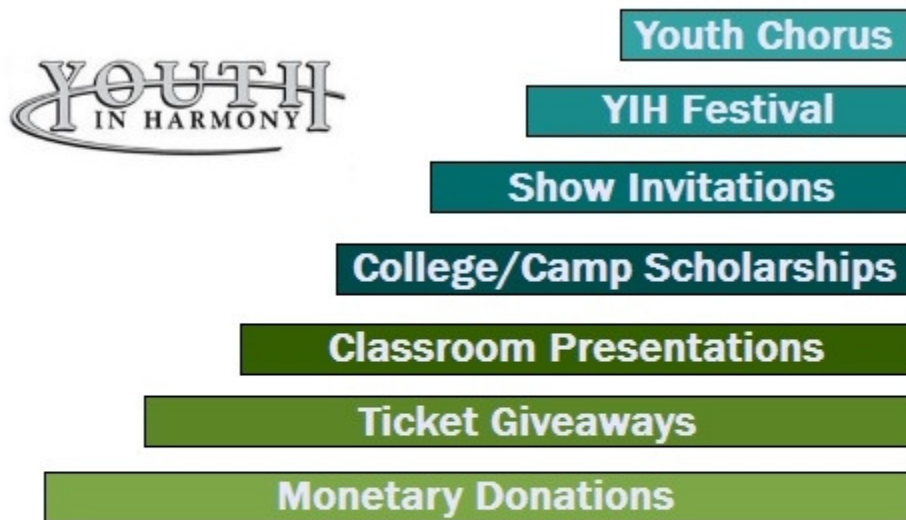 YOUTH
IN HARMONY
Youth Chorus
YIH Festival
Show Invitations
College/Camp Scholarships
Classroom Presentations
Ticket Giveaways
Monetary Donations